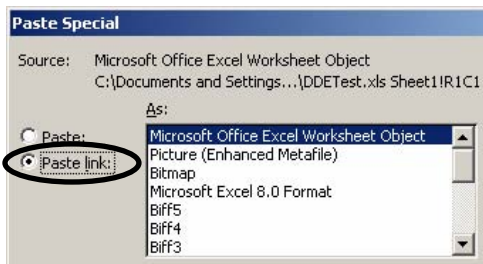 Paste Special
Source: Microsoft Office Excel Worksheet Object
C:\Documents and Settings...\DDETest.xls Sheet1!R1C1
As:
Paste:
Paste link:
Microsoft Office Excel Worksheet Object
Picture (Enhanced Metafile)
Bitmap
Microsoft Excel 8.0 Format
Biff5
Biff4
Biff3